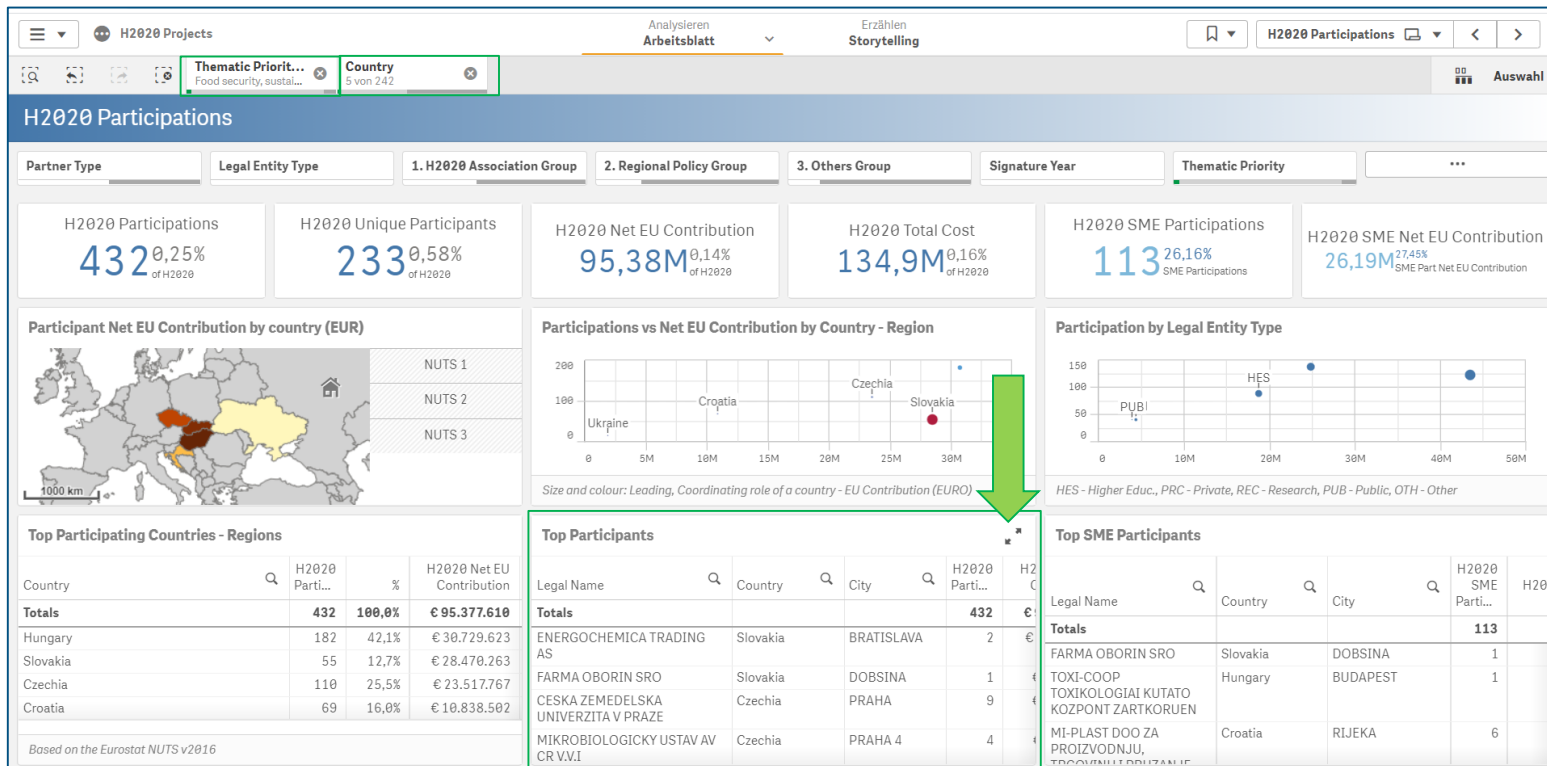 H2020 Projects
Analysieren
Arbeitsblatt
Erzählen
Storytelling
H2020 Participations
Thematic Priorit...
Food security, sustai...
Country
5 von 242
Auswahl
H2020 Participations
Partner Type
Legal Entity Type
1. H2020 Association Group
2. Regional Policy Group
3. Others Group
Signature Year
Thematic Priority
...
H2020 Participations
432 0,25%
of H2020
H2020 Unique Participants
233 0,58%
of H2020
H2020 Net EU Contribution
95,38M 0,14%
of H2020
H2020 Total Cost
134,9M 0,16%
of H2020
H2020 SME Participations
113 26,16%
SME Participations
H2020 SME Net EU Contribution
26,19M 27,45%
SME Part Net EU Contribution
Participant Net EU Contribution by country (EUR)
NUTS 1
NUTS 2
NUTS 3
1000 km
Participations vs Net EU Contribution by Country - Region
200
100
0
Czechia
Croatia
Slovakia
Ukraine
0 5M 10M 15M 20M 25M 30M
Size and colour: Leading, Coordinating role of a country - EU Contribution (EURO)
Participation by Legal Entity Type
150
100
50
0
HES
PUB
0 10M 20M 30M 40M 50M
HES - Higher Educ., PRC - Private, REC - Research, PUB - Public, OTH - Other
Top Participating Countries - Regions
Country H2020 Parti... % H2020 Net EU Contribution
Totals 432 100,0% € 95.377.610
Hungary 182 42,1% € 30.729.623
Slovakia 55 12,7% € 28.470.263
Czechia 110 25,5% € 23.517.767
Croatia 69 16,0% € 10.838.502
Based on the Eurostat NUTS v2016
Top Participants
Legal Name Country City H2020 Parti...
Totals 432 €
ENERGOCHEMICA TRADING Slovakia BRATISLAVA 2 €
AS
FARMA OBORIN SRO Slovakia DOBSINA 1
CESKA ZEMEDELSKA Czechia PRAHA 9
UNIVERZITA V PRAZE
MIKROBIOLOGICKY USTAV AV Czechia PRAHA 4 4
CR V.V.I
Top SME Participants
Legal Name Country City H2020 SME Parti... H20
Totals 113
FARMA OBORIN SRO Slovakia DOBSINA 1
TOXI-COOP Hungary BUDAPEST 1
TOXIKOLOGIAI KUTATO
KOZPONT ZARTKORUEN
MI-PLAST DOO ZA Croatia RIJEKA 6
PROIZVODNJU,